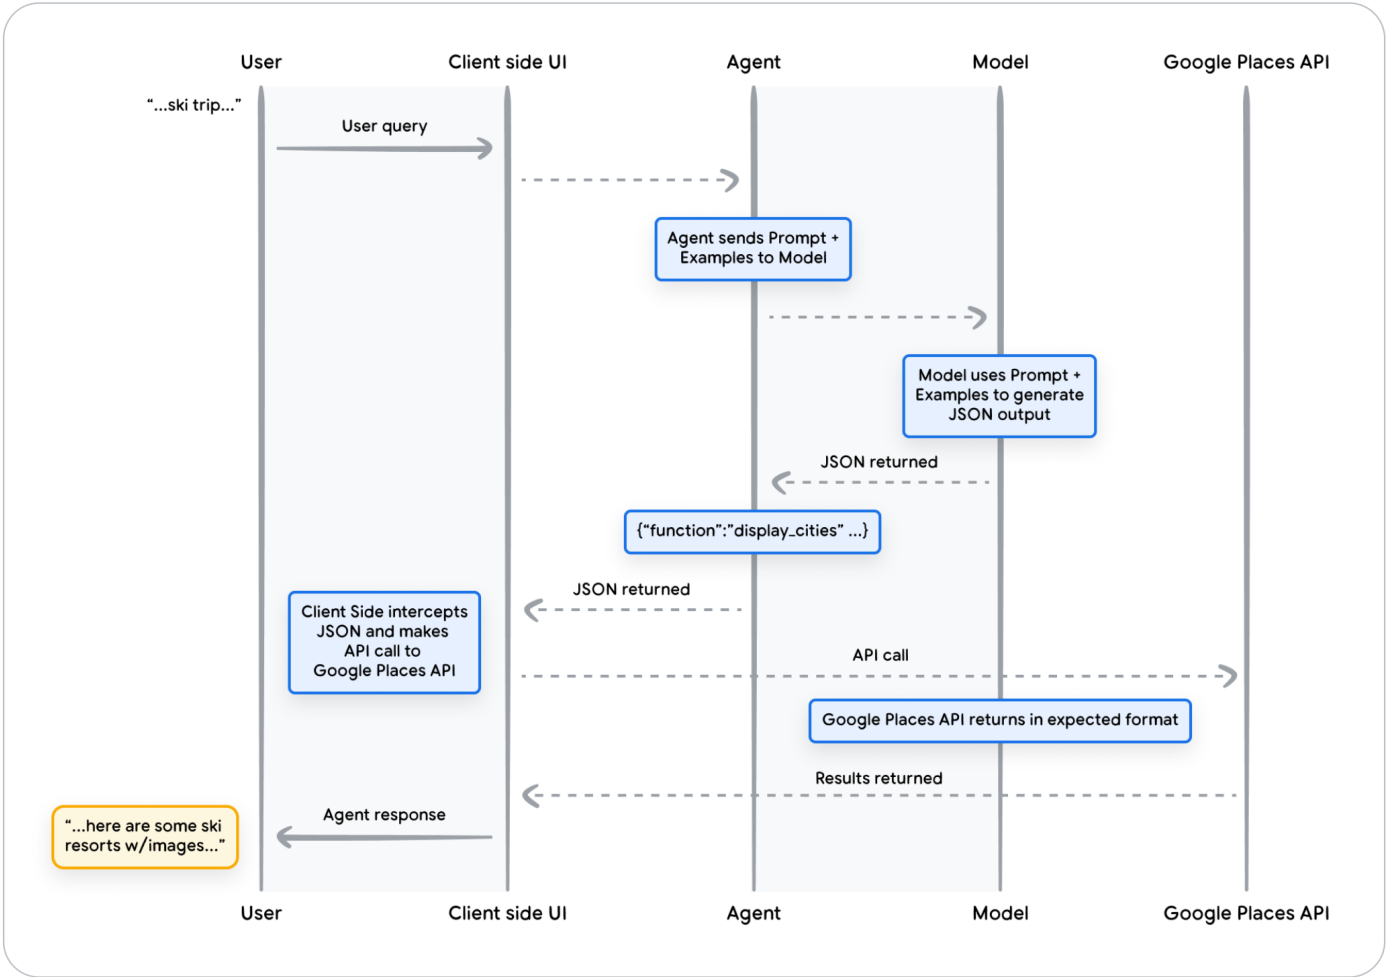 User
Client side UI
Agent
Model
Google Places API
“...ski trip...”
User query
Agent sends Prompt +
Examples to Model
Model uses Prompt +
Examples to generate
JSON output
JSON returned
{“function”:”display_cities” ...}
JSON returned
Client Side intercepts
JSON and makes
API call to
Google Places API
API call
Google Places API returns in expected format
Results returned
Agent response
“...here are some ski
resorts w/images...”
User
Client side UI
Agent
Model
Google Places API